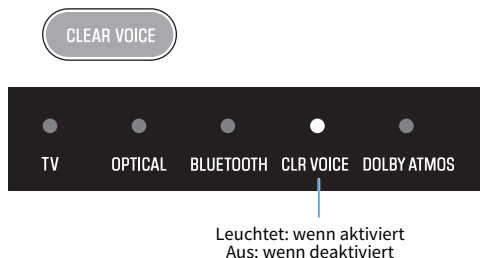 CLEAR VOICE
TV OPTICAL BLUETOOTH CLR VOICE DOLBY ATMOS
Leuchtet: wenn aktiviert
Aus: wenn deaktiviert